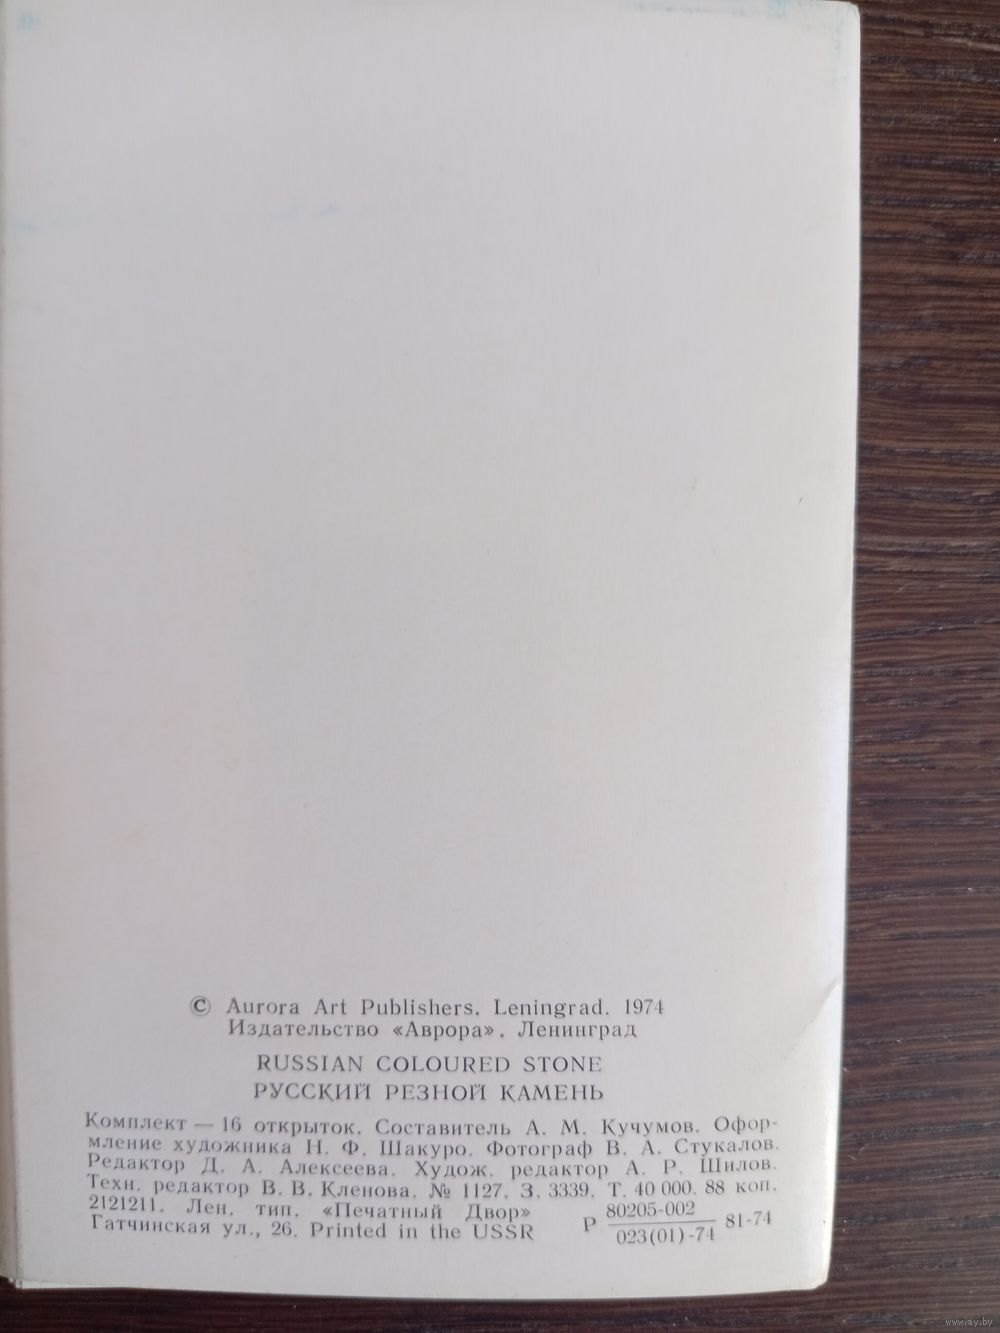 © Aurora Art Publishers. Leningrad. 1974
Издательство «Аврора». Ленинград
RUSSIAN COLOURED STONE
РУССКИЙ РЕЗНОЙ КАМЕНЬ
Комплект — 16 открыток. Составитель А. М. Кучумов. Офор-
мление художника Н. Ф. Шакуро. Фотограф В. А. Стукалов.
Редактор Д. А. Алексеева. Худож. редактор А. Р. Шилов.
Техн. редактор В. В. Кленова. № 1127. З. 3339. Т. 40 000. 88 коп.
2121211. Лен. тип. «Печатный Двор»
Гатчинская ул., 26. Printed in the USSR
Р 80205-002
023(01)-74 81-74
www.ay.by